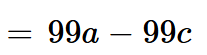 = 99a − 99c